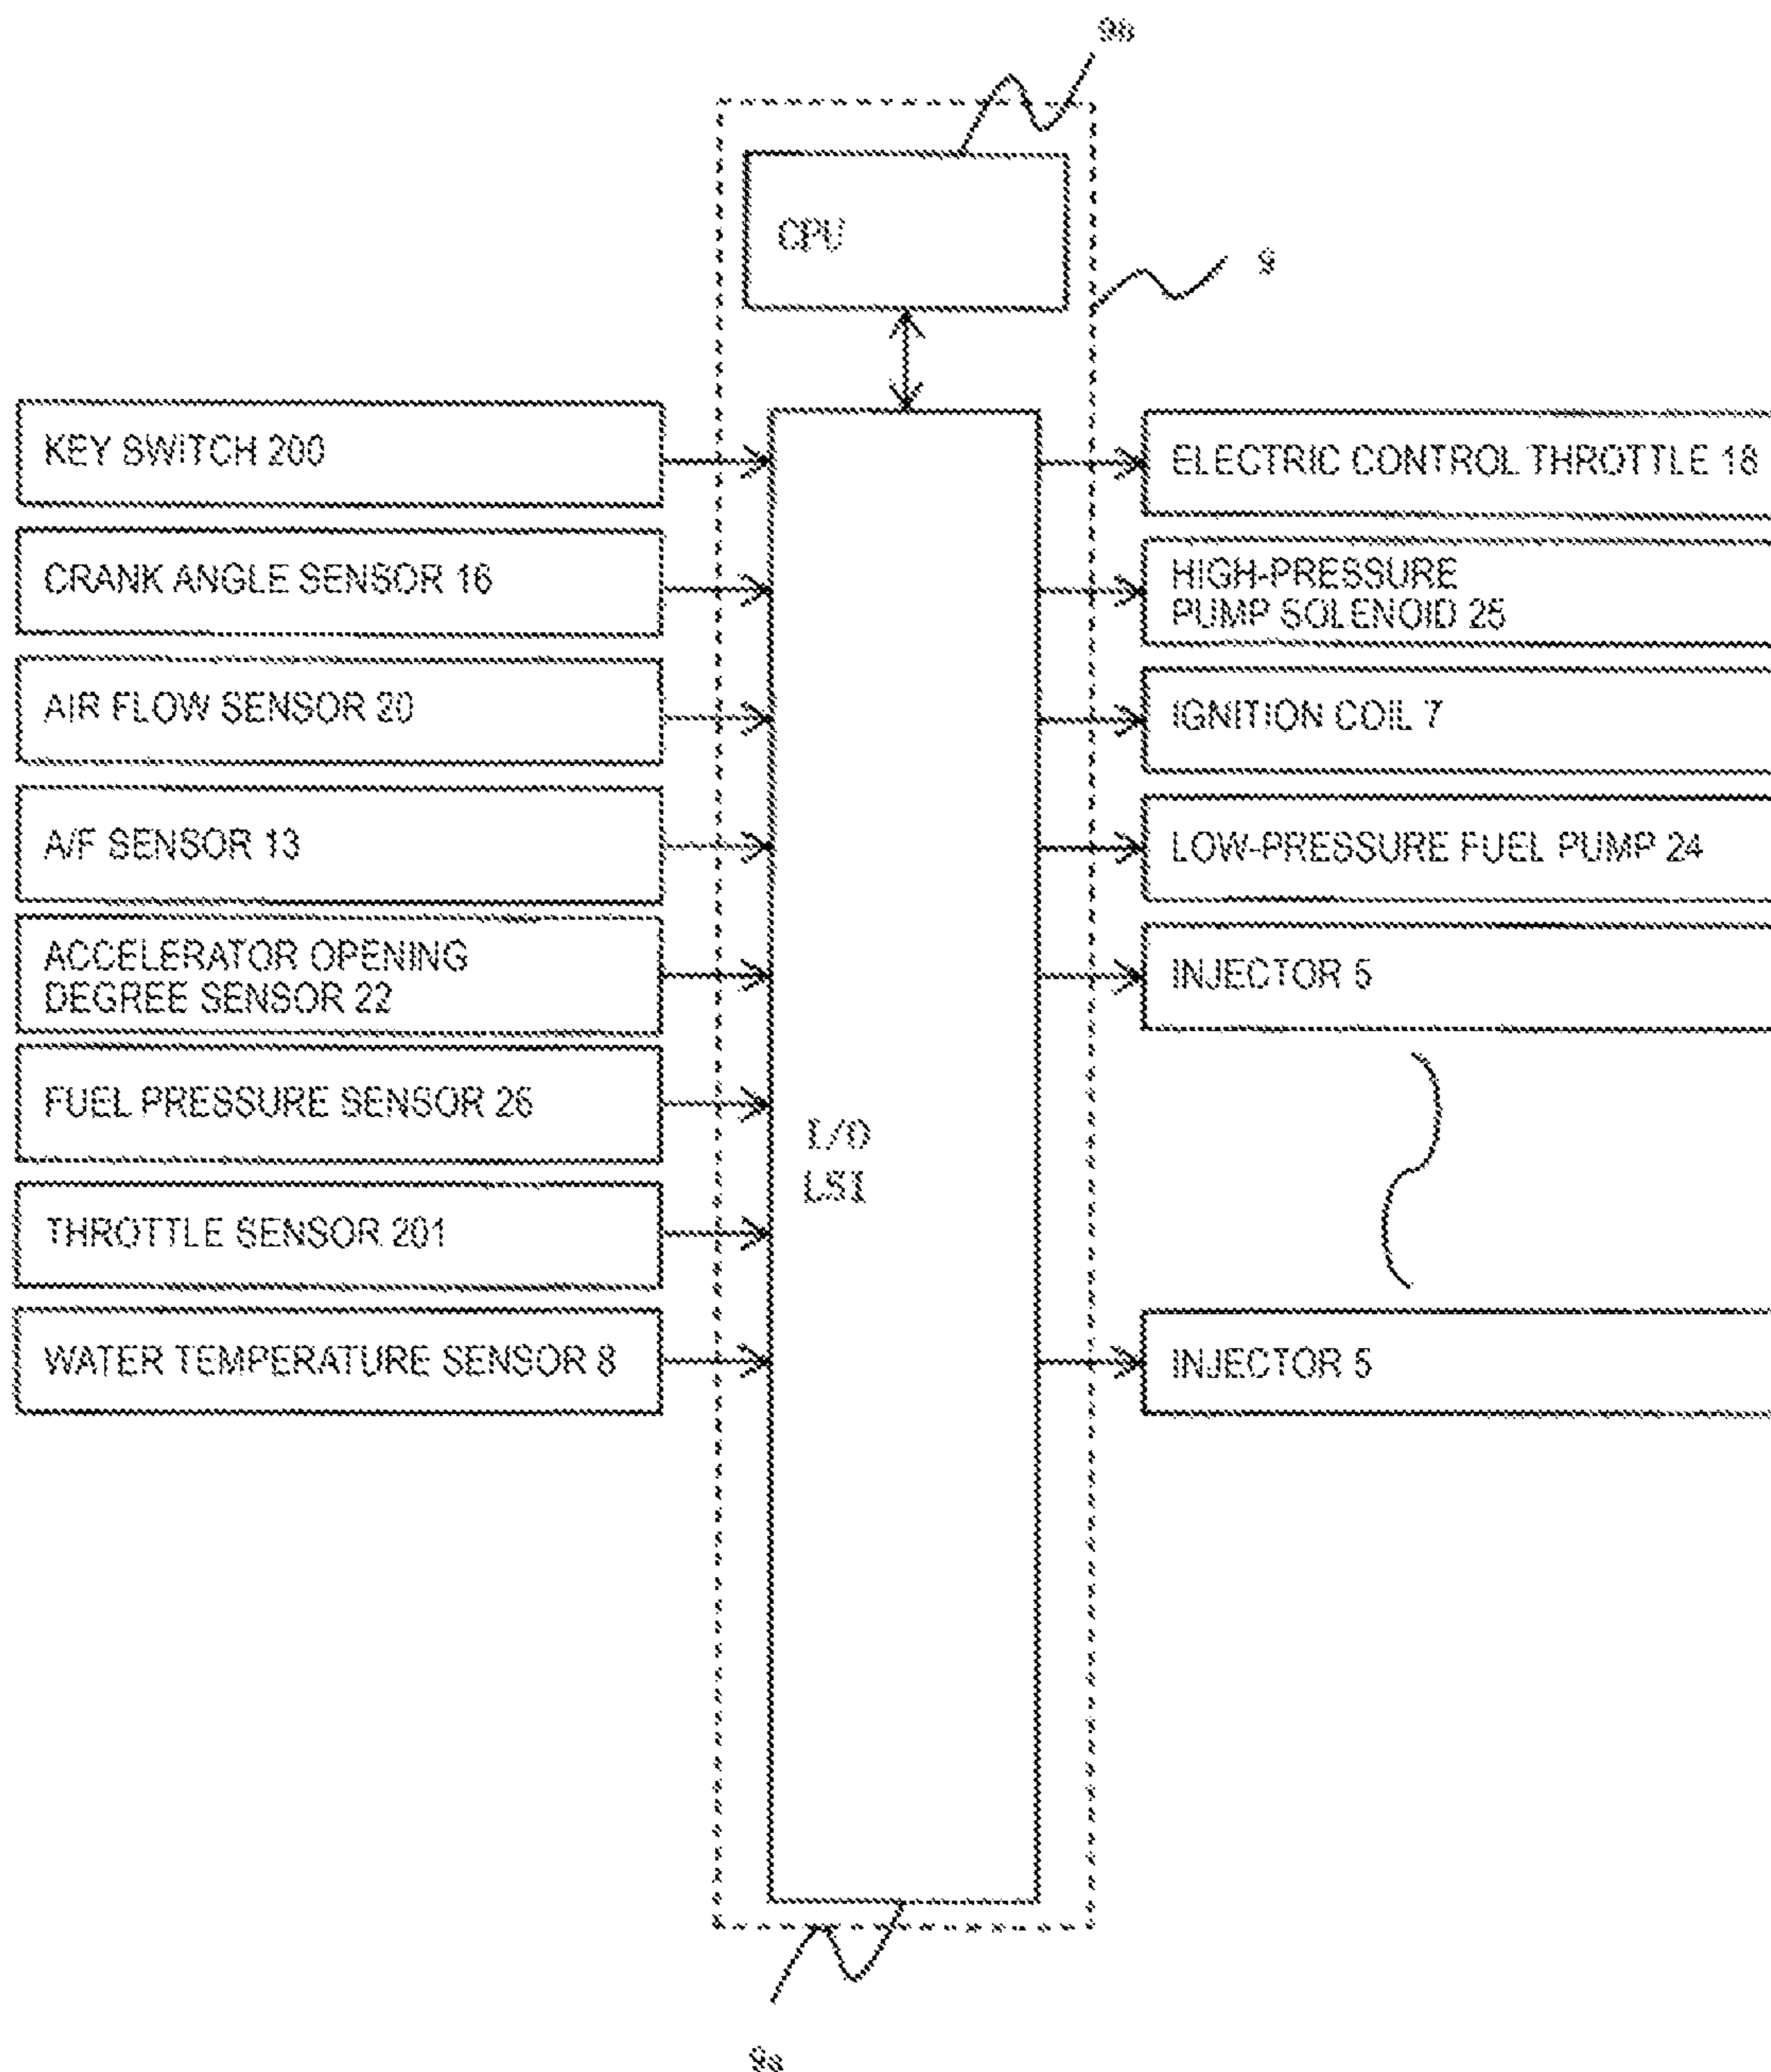 9b
CPU
9
KEY SWITCH 200
CRANK ANGLE SENSOR 16
AIR FLOW SENSOR 20
A/F SENSOR 13
ACCELERATOR OPENING
DEGREE SENSOR 22
FUEL PRESSURE SENSOR 26
THROTTLE SENSOR 201
WATER TEMPERATURE SENSOR 8
I/O
LSI
ELECTRIC CONTROL THROTTLE 18
HIGH-PRESSURE
PUMP SOLENOID 25
IGNITION COIL 7
LOW-PRESSURE FUEL PUMP 24
INJECTOR 5
INJECTOR 5
9a